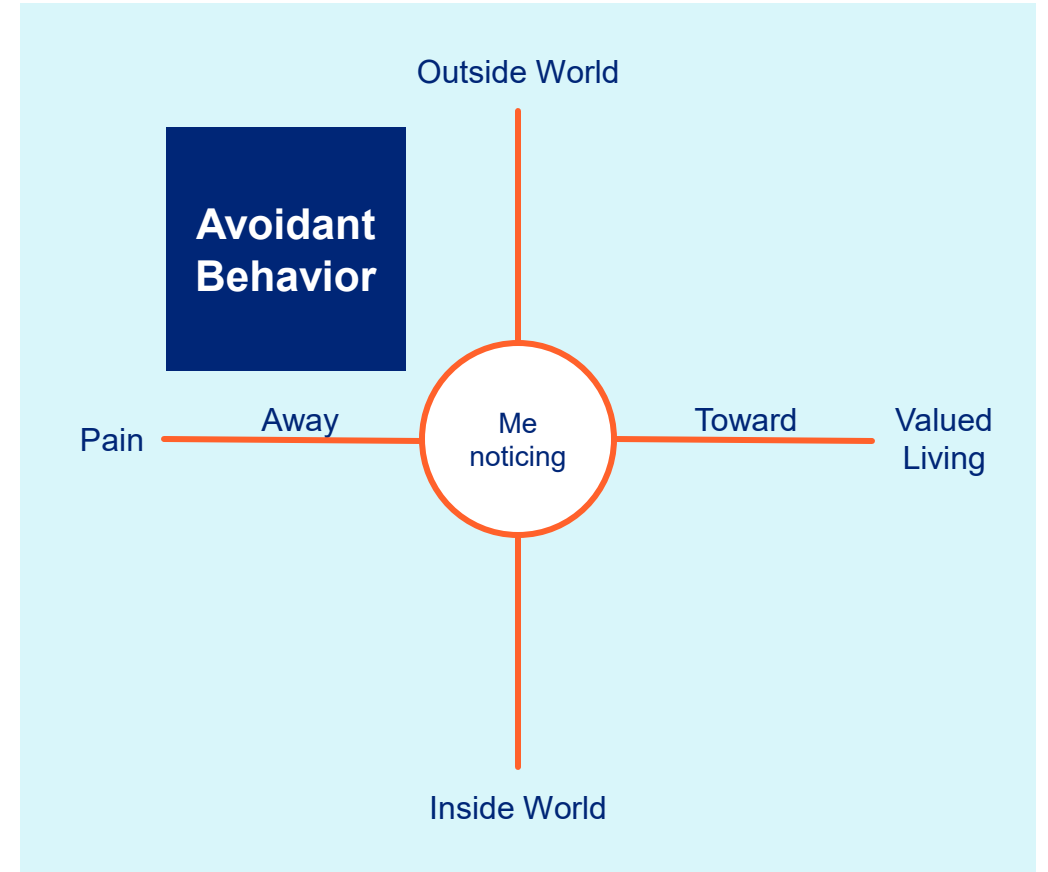 Outside World
Avoidant
Behavior
Pain
Away
Me
noticing
Toward
Valued
Living
Inside World